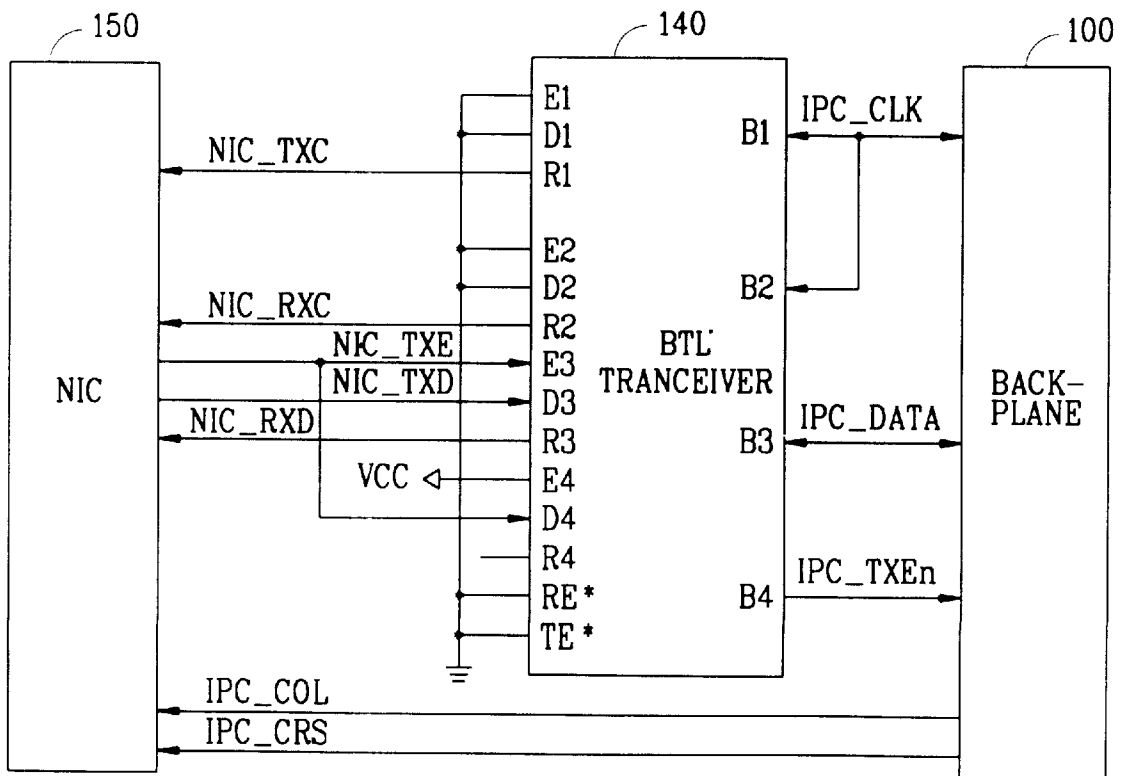 150
140
100
E1
D1
R1
E2
D2
R2
E3
D3
R3
E4
D4
R4
RE*
TE*
B1
B2
B3
B4
BTL
TRANCEIVER
NIC
BACK-
PLANE
NIC_TXC
NIC_RXC
NIC_TXE
NIC_TXD
NIC_RXD
VCC
IPC_CLK
IPC_DATA
IPC_TXEn
IPC_COL
IPC_CRS